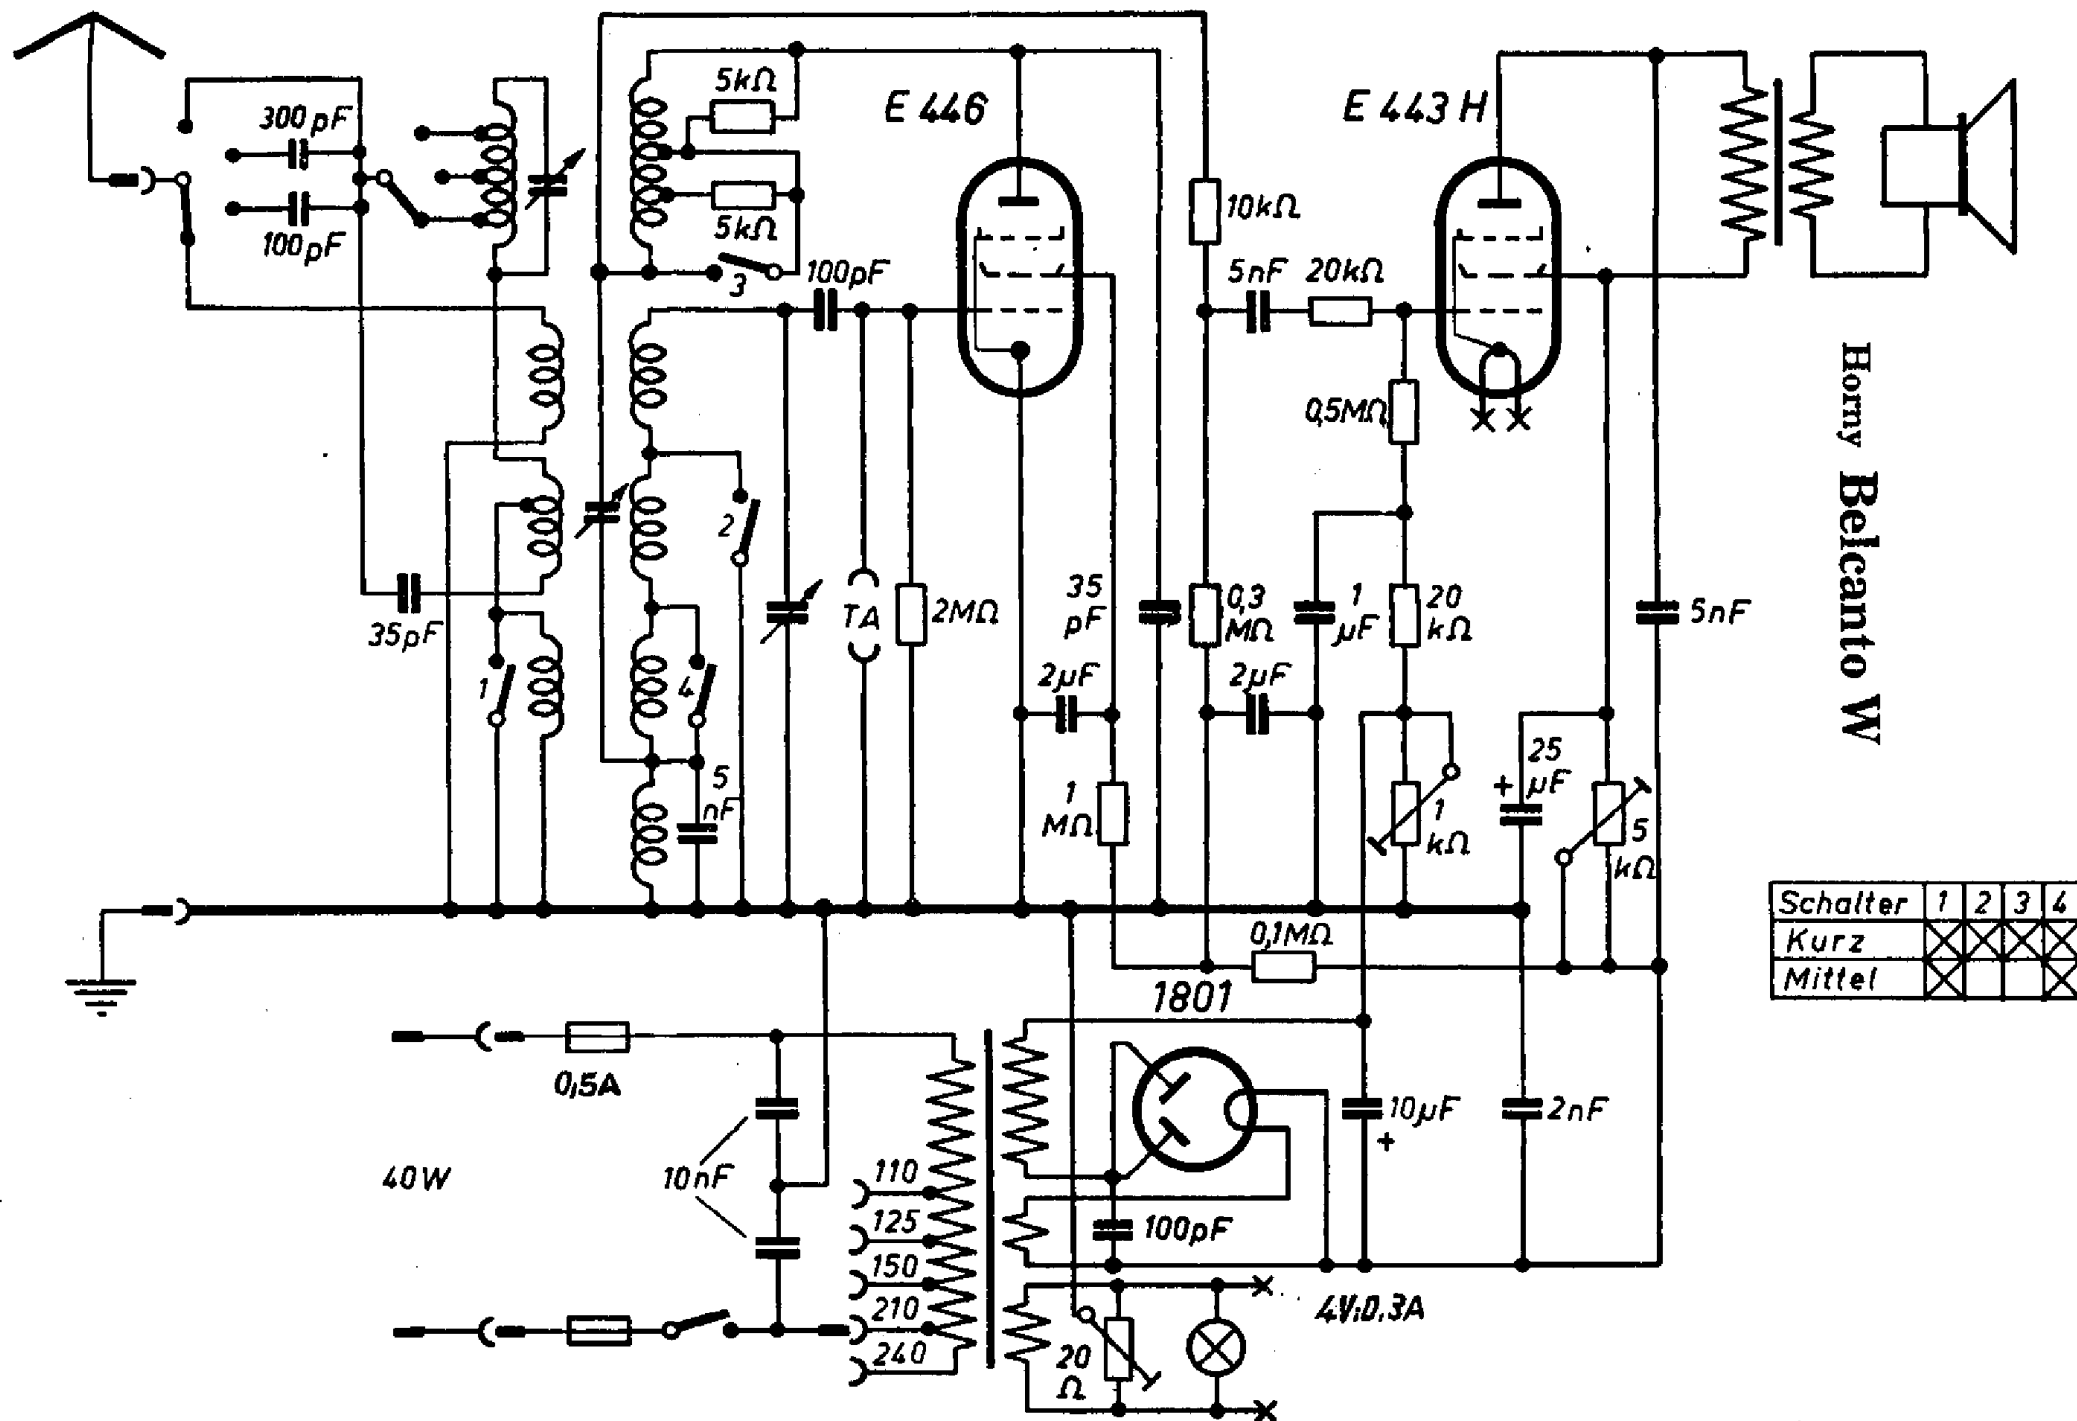 5kΩ
E 446
E 443 H
300 pF
100pF
5kΩ
3
100pF
10kΩ
5nF
20kΩ
0,5MΩ
Horny Belcanto W
2
35pF
1
4
TA
2MΩ
35
pF
0,3
MΩ
1
µF
20
kΩ
5nF
2µF
2µF
5
nF
1
MΩ
1
kΩ
+
25
µF
5
kΩ
Schalter 1 2 3 4
Kurz
Mittel
0,1MΩ
1801
0,5A
40W
10nF
110
125
150
210
240
100pF
10µF
+
2nF
4V;0,3A
20
Ω